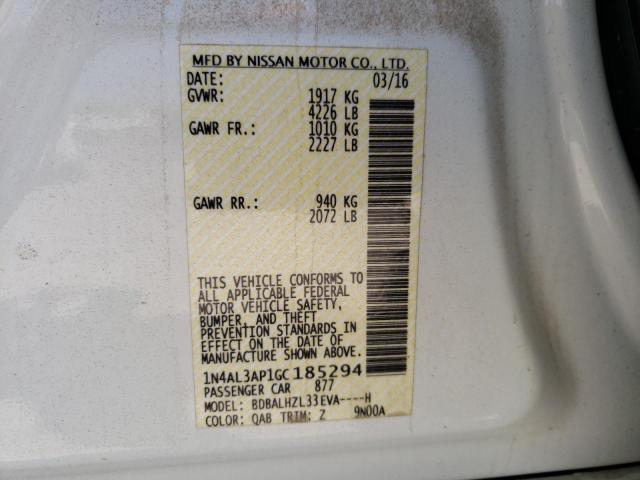 MFD BY NISSAN MOTOR CO., LTD.
DATE: 03/16
GVWR: 1917 KG
4226 LB
GAWR FR.: 1010 KG
2227 LB
GAWR RR.: 940 KG
2072 LB
THIS VEHICLE CONFORMS TO
ALL APPLICABLE FEDERAL
MOTOR VEHICLE SAFETY,
BUMPER, AND THEFT
PREVENTION STANDARDS IN
EFFECT ON THE DATE OF
MANUFACTURE SHOWN ABOVE.
1N4AL3AP1GC185294
PASSENGER CAR 877
MODEL: BDBALHZL33EVA----H
COLOR: QAB TRIM: Z 9N00A